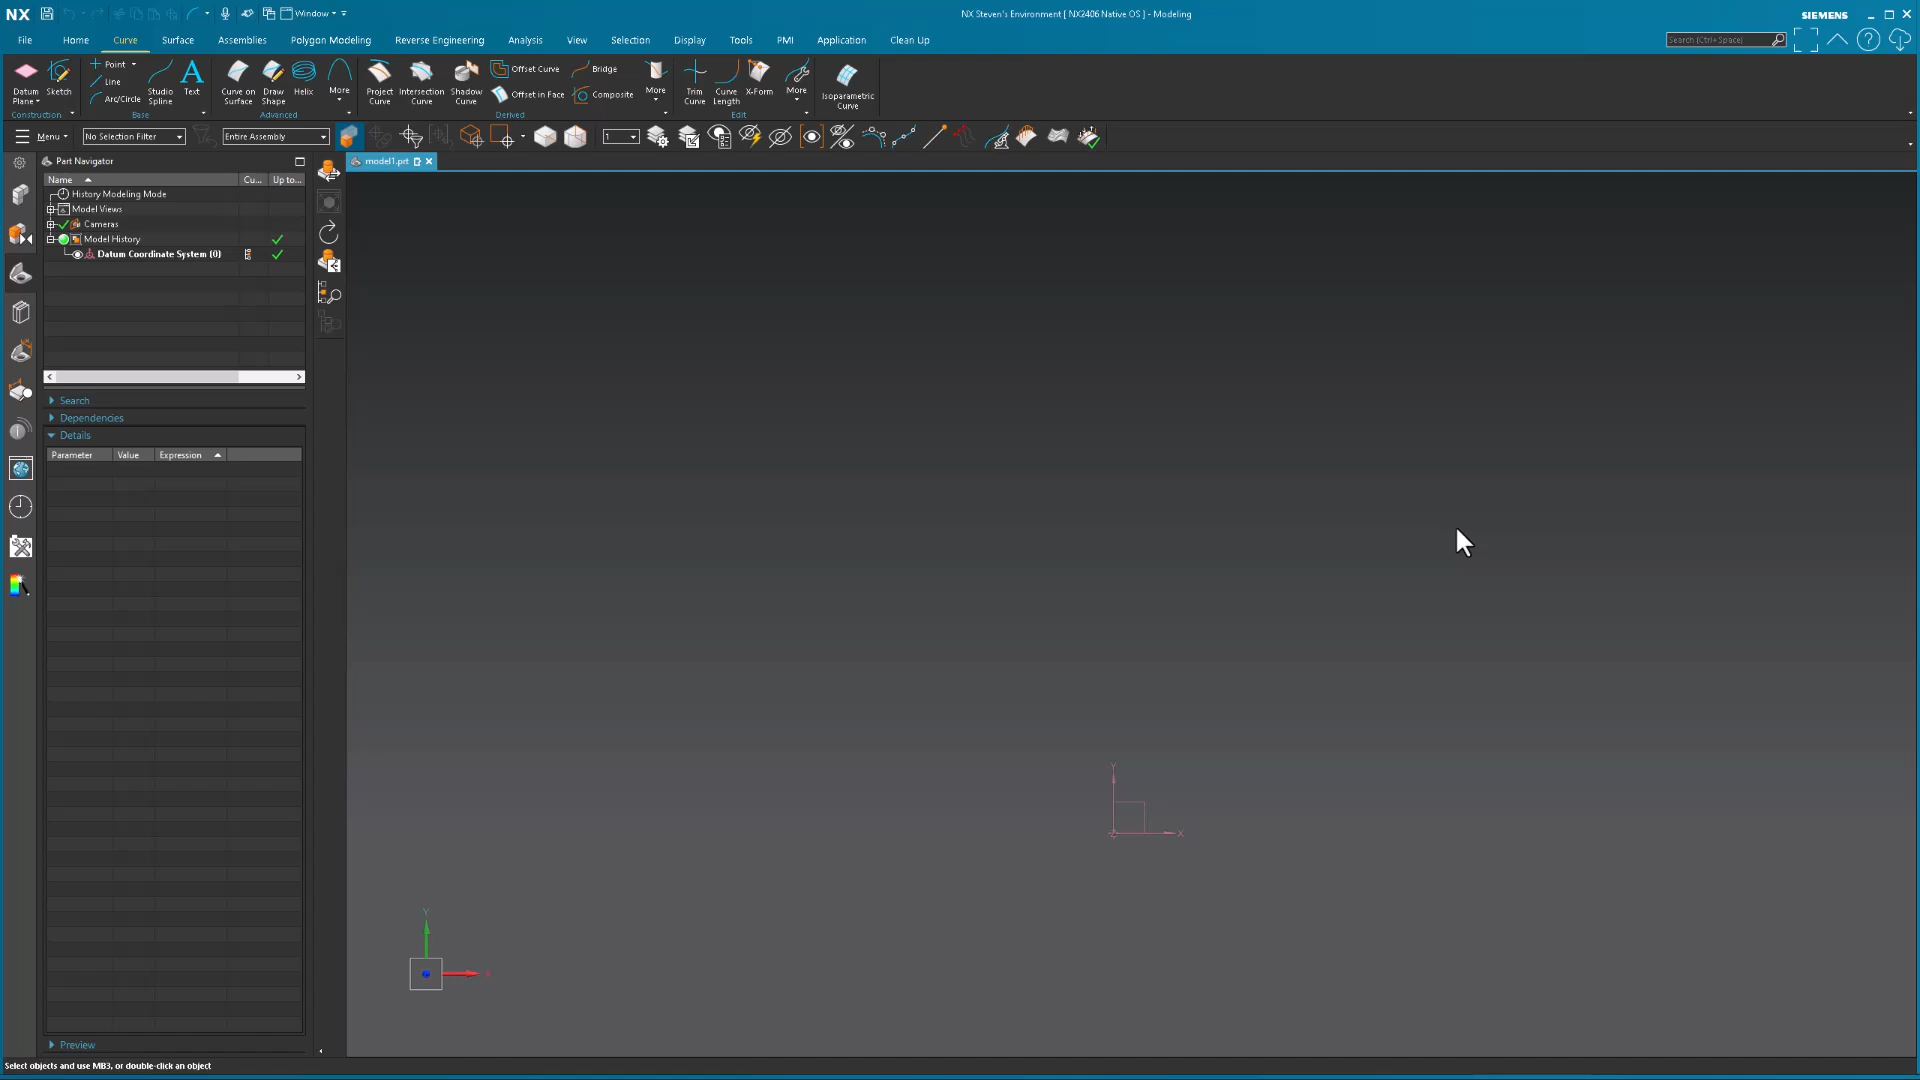 NX Window NX Steven's Environment [ NX2406 Native OS ] - Modeling SIEMENS
File Home Curve Surface Assemblies Polygon Modeling Reverse Engineering Analysis View Selection Display Tools PMI Application Clean Up Search (Ctrl+Space)
Datum Plane Sketch
Construction
Point
Line
Arc/Circle
Studio Spline
Text
Base
Curve on Surface
Draw Shape
Helix
More
Advanced
Project Curve
Intersection Curve
Shadow Curve
Offset Curve
Offset in Face
Bridge
Composite
More
Derived
Trim Curve
Curve Length
X-Form
More
Edit
Isoparametric Curve
Menu No Selection Filter Entire Assembly 1
Part Navigator model1.prt
Name Cu... Up to...
History Modeling Mode
Model Views
Cameras
Model History
Datum Coordinate System (0)
Search
Dependencies
Details
Parameter Value Expression
Y
X
Y
Preview
Select objects and use MB3, or double-click an object